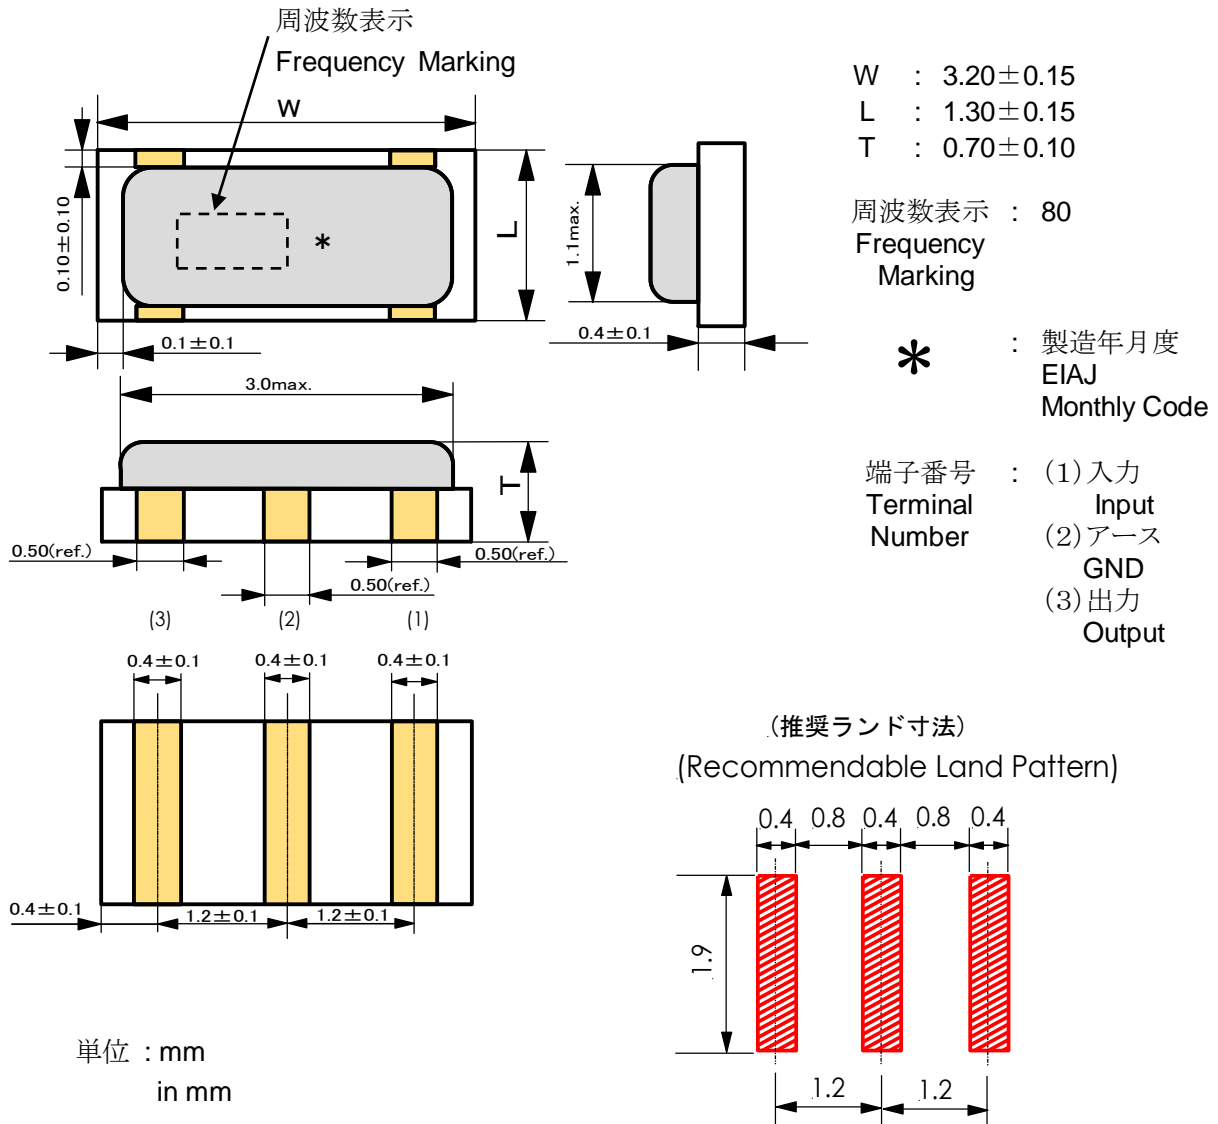 周波数表示
Frequency Marking
W
0.10±0.10
L
0.1±0.1
1.1max.
0.4±0.1
W : 3.20±0.15
L : 1.30±0.15
T : 0.70±0.10
周波数表示 : 80
Frequency
Marking
* : 製造年月度
EIAJ
Monthly Code
3.0max.
T
0.50(ref.)
0.50(ref.)
0.50(ref.)
(3) (2) (1)
端子番号 : (1)入力
Terminal Input
Number (2)アース
GND
(3)出力
Output
0.4±0.1 0.4±0.1 0.4±0.1
0.4±0.1 1.2±0.1 1.2±0.1
(推奨ランド寸法)
(Recommendable Land Pattern)
0.4 0.8 0.4 0.8 0.4
1.9
1.2 1.2
単位 : mm
in mm